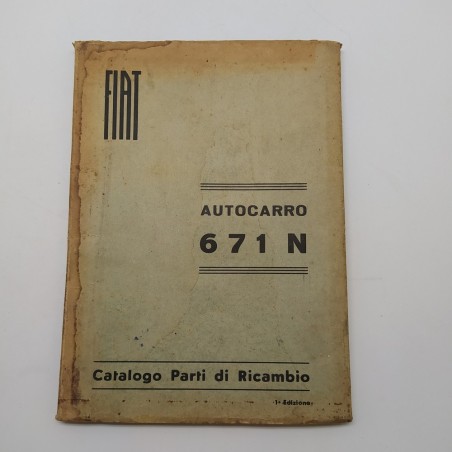 FIAT
AUTOCARRO
671 N
Catalogo Parti di Ricambio
1ª Edizione